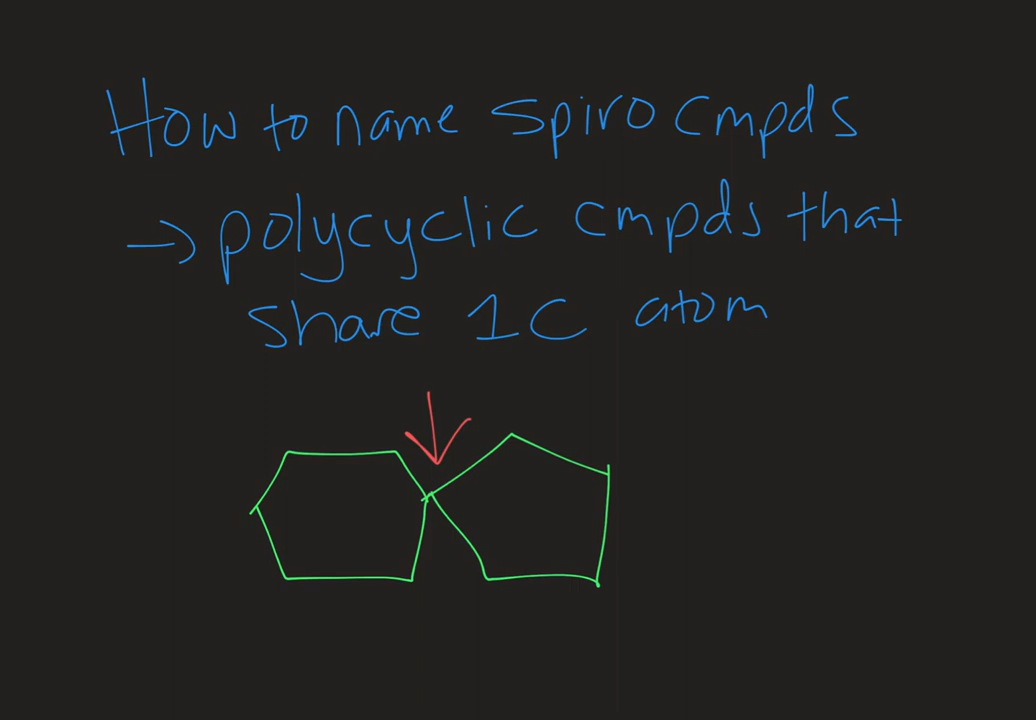 How to name spiro cmpds
→ polycyclic cmpds that
share 1C atom